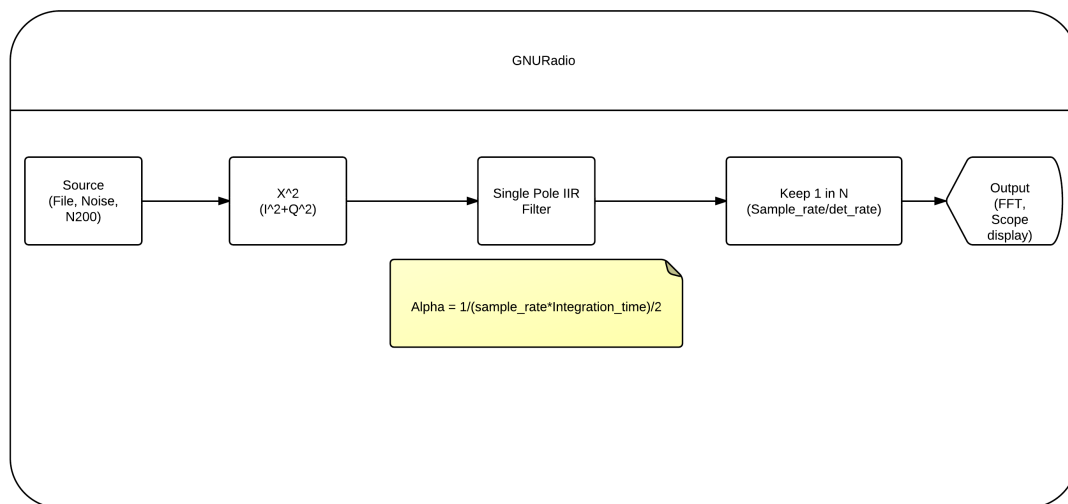 GNURadio
Source
(File, Noise,
N200)
X^2
(I^2+Q^2)
Single Pole IIR
Filter
Keep 1 in N
(Sample_rate/det_rate)
Output
(FFT,
Scope
display)
Alpha = 1/(sample_rate*Integration_time)/2